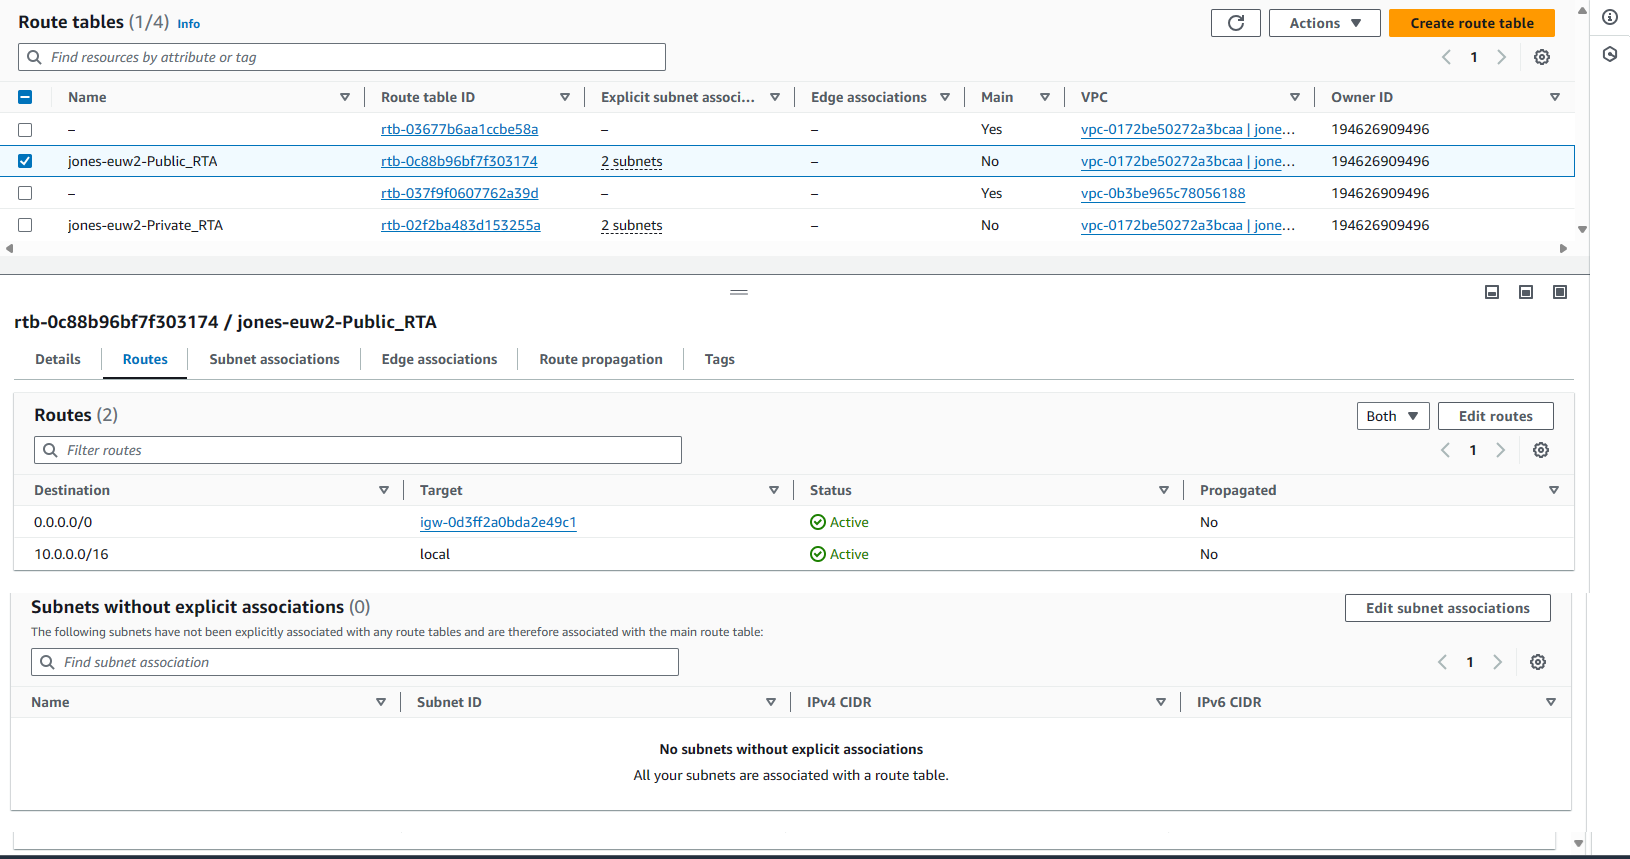 Route tables (1/4) Info
Actions
Create route table
Find resources by attribute or tag
1
Name Route table ID Explicit subnet associ... Edge associations Main VPC Owner ID
– rtb-03677b6aa1ccbe58a – – Yes vpc-0172be50272a3bcaa | jone... 194626909496
jones-euw2-Public_RTA rtb-0c88b96bf7f303174 2 subnets – No vpc-0172be50272a3bcaa | jone... 194626909496
– rtb-037f9f0607762a39d – – Yes vpc-0b3be965c78056188 194626909496
jones-euw2-Private_RTA rtb-02f2ba483d153255a 2 subnets – No vpc-0172be50272a3bcaa | jone... 194626909496
rtb-0c88b96bf7f303174 / jones-euw2-Public_RTA
Details Routes Subnet associations Edge associations Route propagation Tags
Routes (2)
Both
Edit routes
Filter routes
1
Destination Target Status Propagated
0.0.0.0/0 igw-0d3ff2a0bda2e49c1 Active No
10.0.0.0/16 local Active No
Subnets without explicit associations (0)
Edit subnet associations
The following subnets have not been explicitly associated with any route tables and are therefore associated with the main route table:
Find subnet association
1
Name Subnet ID IPv4 CIDR IPv6 CIDR
No subnets without explicit associations
All your subnets are associated with a route table.